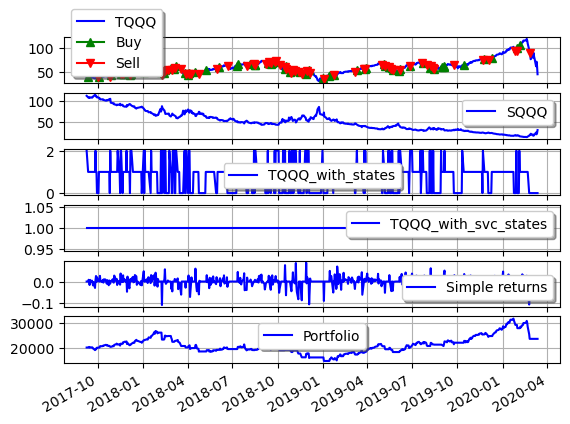 TQQQ
Buy
Sell
100
50
100
50
SQQQ
2
0
TQQQ_with_states
1.05
1.00
0.95
TQQQ_with_svc_states
0.0
−0.1
Simple returns
30000
20000
Portfolio
2017-10 2018-01 2018-04 2018-07 2018-10 2019-01 2019-04 2019-07 2019-10 2020-01 2020-04